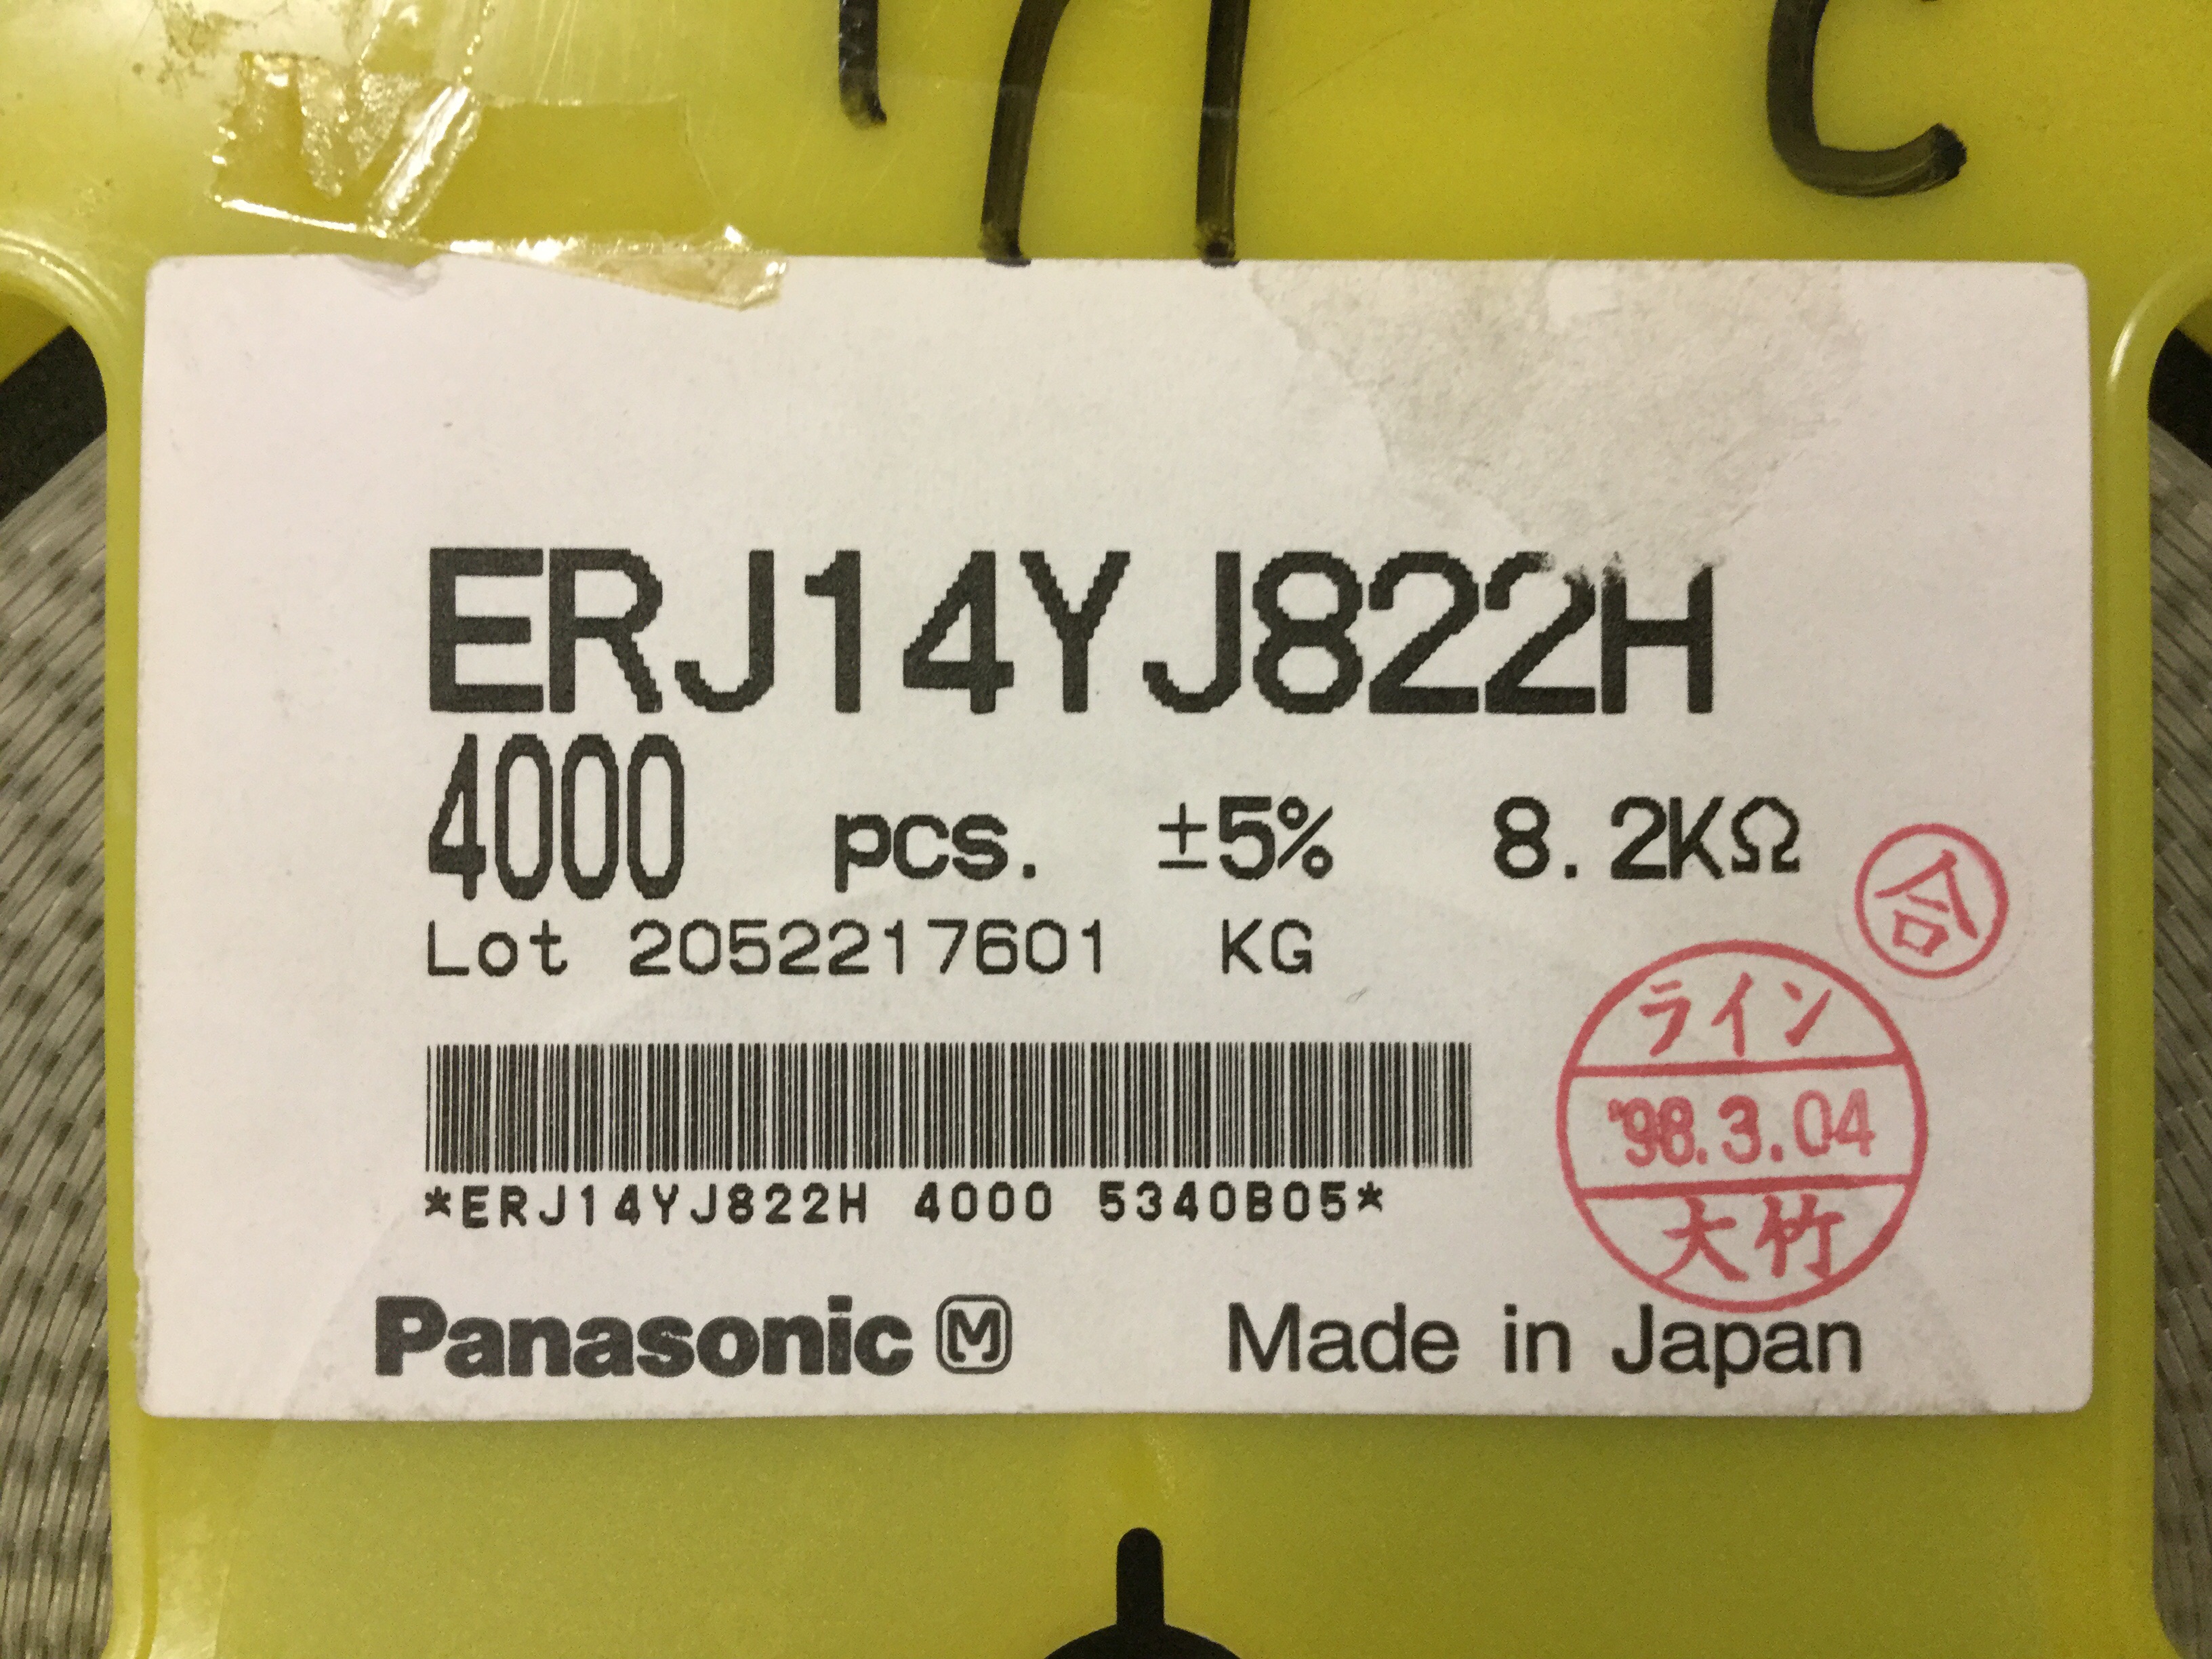 C
ERJ14YJ822H
4000 pcs. ±5% 8.2KΩ
合
Lot 2052217601 KG
ライン
'98.3.04
大竹
*ERJ14YJ822H 4000 5340B05*
Panasonic M
Made in Japan